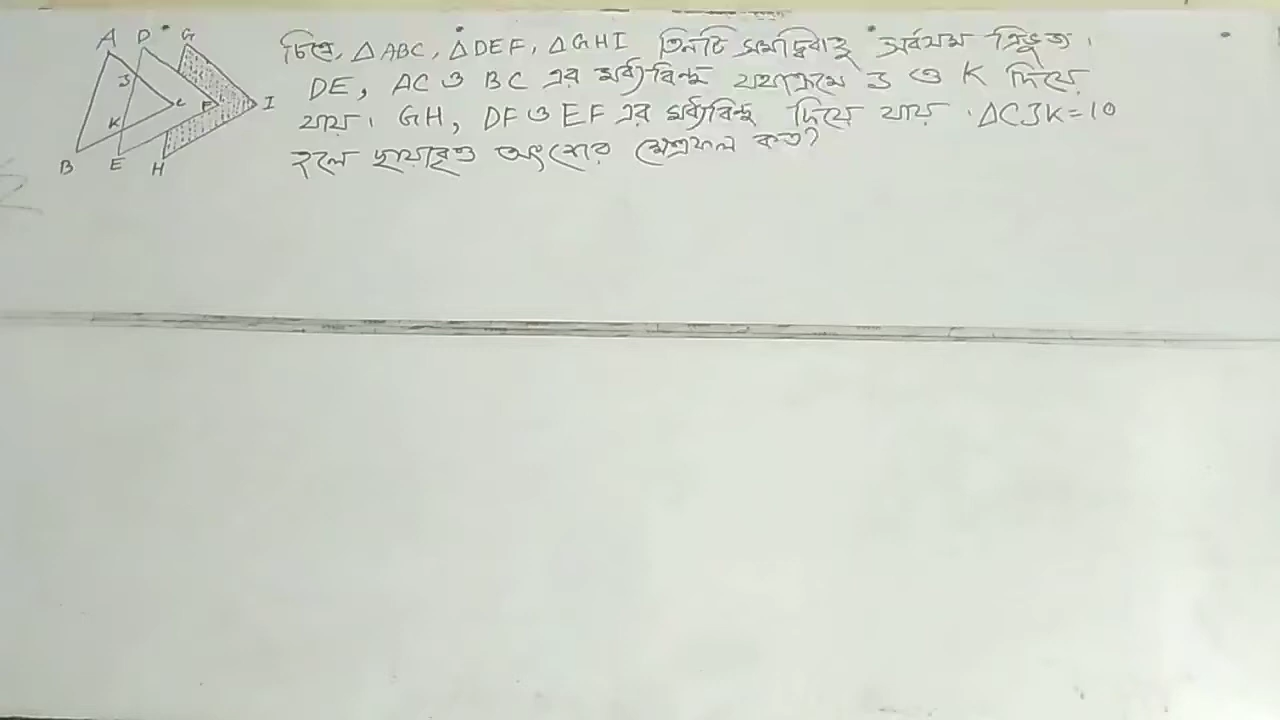 A D G
J C F I
K
B E H
চিত্রে, △ABC, △DEF, △GHI তিনটি সমদ্বিবাহু সর্বসম ত্রিভুজ।
DE, AC ও BC এর মধ্যবিন্দু যথাক্রমে J ও K দিয়ে
যায়। GH, DF ও EF এর মধ্যবিন্দু দিয়ে যায়। △CJK=10
হলে ছায়াবৃত অংশের ক্ষেত্রফল কত?